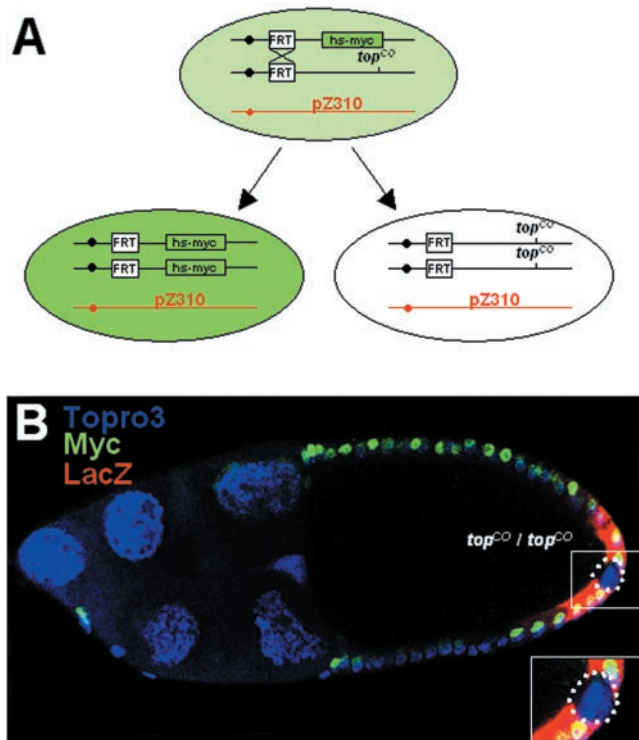 A
FRT
hs-myc
top^CO
FRT
pZ310
FRT
hs-myc
FRT
hs-myc
pZ310
top^CO
FRT
top^CO
FRT
pZ310
B
Topro3
Myc
LacZ
top^CO / top^CO